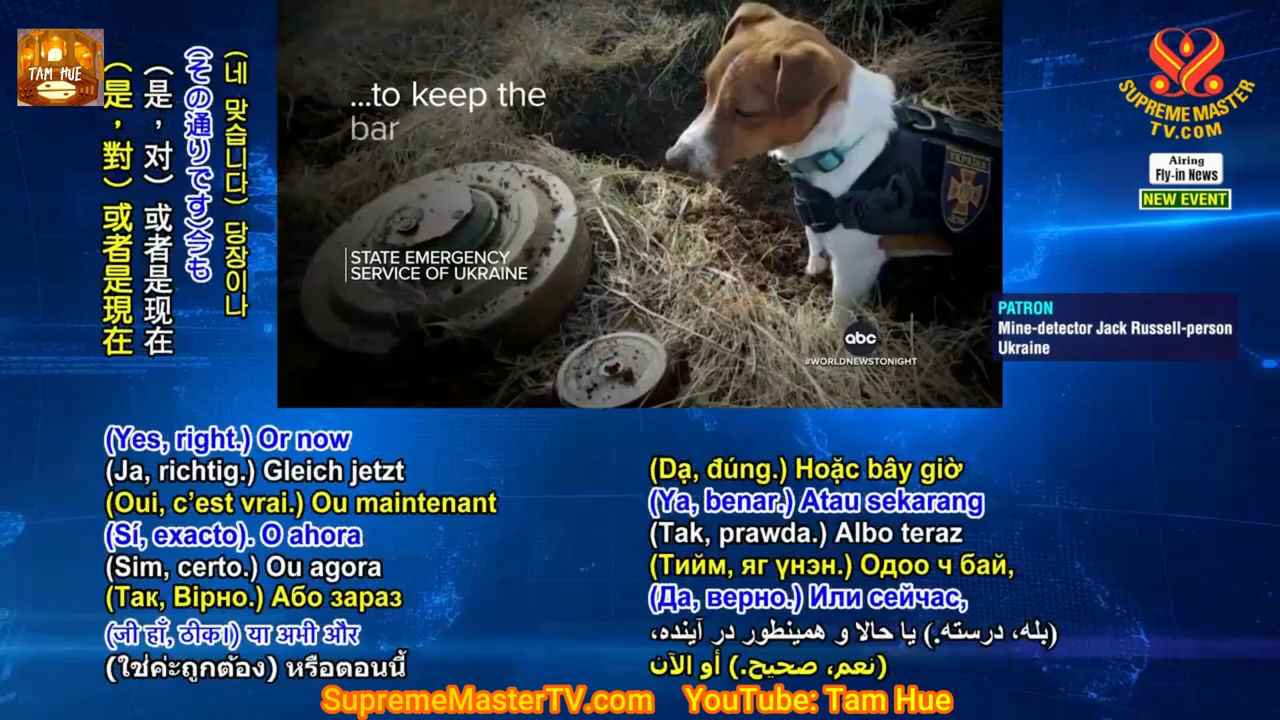 TAM HUE
(네 맞습니다) 당장이나
(その通りです)今も
(是，对) 或者是现在
(是，對) 或者是現在
...to keep the
bar
STATE EMERGENCY
SERVICE OF UKRAINE
УКРАЇНА
abc
#WORLDNEWSTONIGHT
SUPREME MASTER
TV.COM
Airing
Fly-in News
NEW EVENT
PATRON
Mine-detector Jack Russell-person
Ukraine
(Yes, right.) Or now
(Ja, richtig.) Gleich jetzt
(Oui, c’est vrai.) Ou maintenant
(Sí, exacto). O ahora
(Sim, certo.) Ou agora
(Так, Вірно.) Або зараз
(जी हाँ, ठीक।) या अभी और
(ใช่ค่ะถูกต้อง) หรือตอนนี้
(Dạ, đúng.) Hoặc bây giờ
(Ya, benar.) Atau sekarang
(Tak, prawda.) Albo teraz
(Тийм, яг үнэн.) Одоо ч бай,
(Да, верно.) Или сейчас,
(بله، درسته.) یا حالا و همینطور در آینده،
(نعم، صحيح.) أو الآن
SupremeMasterTV.com YouTube: Tam Hue